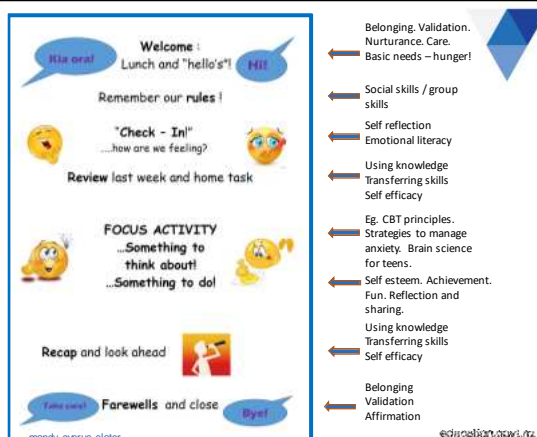 Kia ora!
Welcome :
Lunch and "hello's"!
Hi!
Remember our rules !
"Check - In!"
....how are we feeling?
Review last week and home task
FOCUS ACTIVITY
...Something to
think about!
...Something to do!
Recap and look ahead
Take care!
Farewells and close
Bye!
Belonging. Validation.
Nurturance. Care.
Basic needs – hunger!
Social skills / group
skills
Self reflection
Emotional literacy
Using knowledge
Transferring skills
Self efficacy
Eg. CBT principles.
Strategies to manage
anxiety. Brain science
for teens.
Self esteem. Achievement.
Fun. Reflection and
sharing.
Using knowledge
Transferring skills
Self efficacy
Belonging
Validation
Affirmation